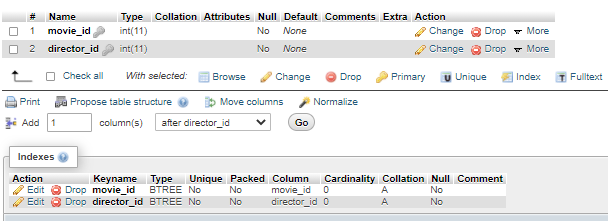 # Name Type Collation Attributes Null Default Comments Extra Action
1 movie_id int(11) No None Change Drop More
2 director_id int(11) No None Change Drop More
Check all With selected: Browse Change Drop Primary Unique Index Fulltext
Print Propose table structure Move columns Normalize
Add 1 column(s) after director_id Go
Indexes
Action Keyname Type Unique Packed Column Cardinality Collation Null Comment
Edit Drop movie_id BTREE No No movie_id 0 A No
Edit Drop director_id BTREE No No director_id 0 A No